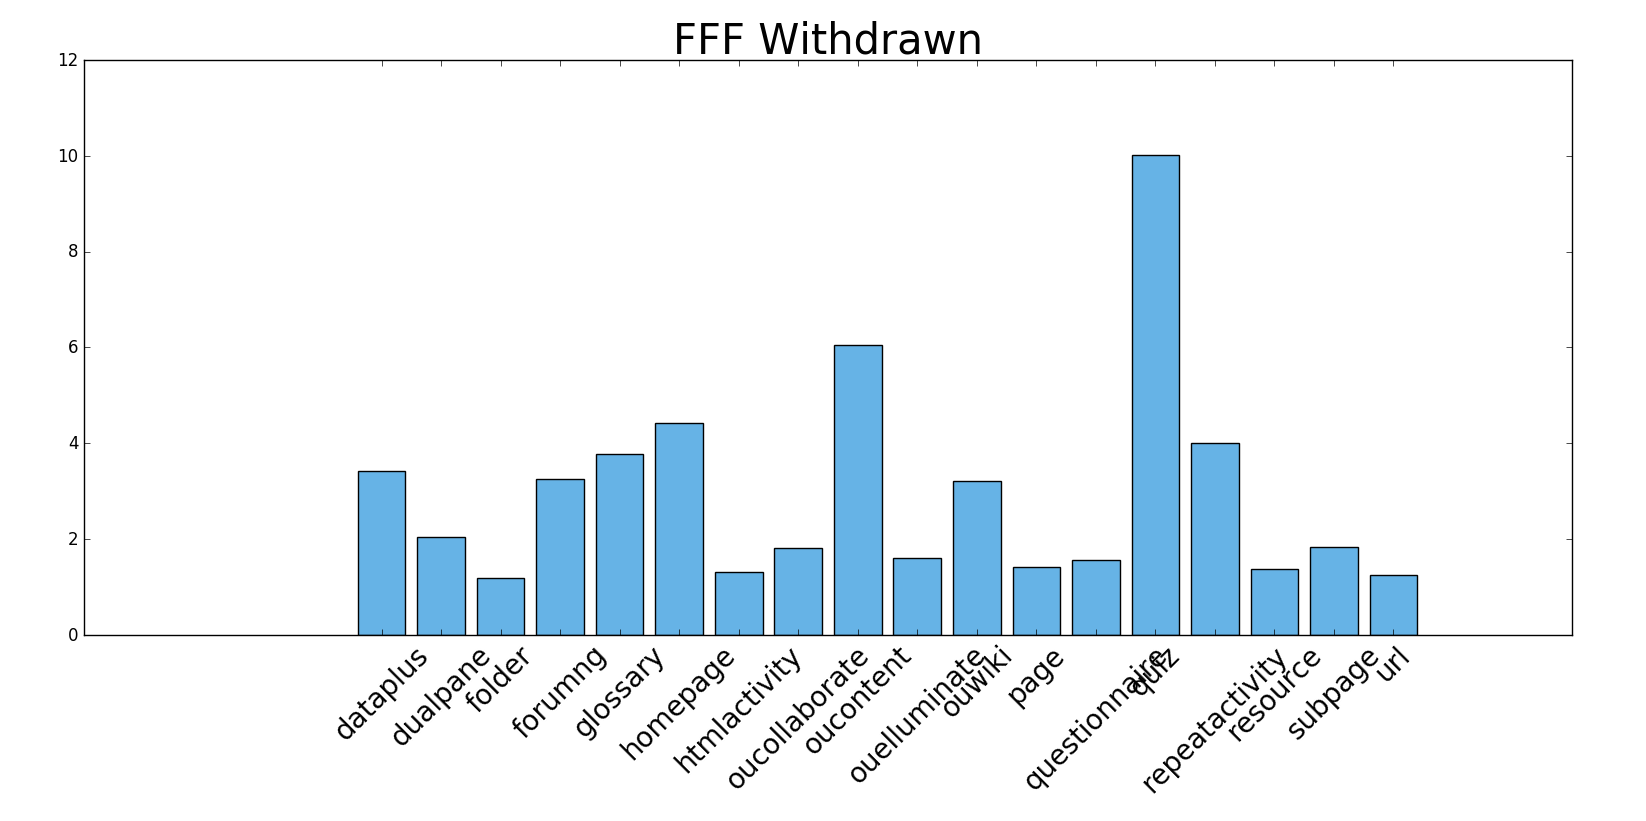 FFF Withdrawn
12
10
8
6
4
2
0
dataplus
dualpane
folder
forumng
glossary
homepage
htmlactivity
oucollaborate
oucontent
ouelluminate
ouwiki
page
questionnaire
quiz
repeatactivity
resource
subpage
url